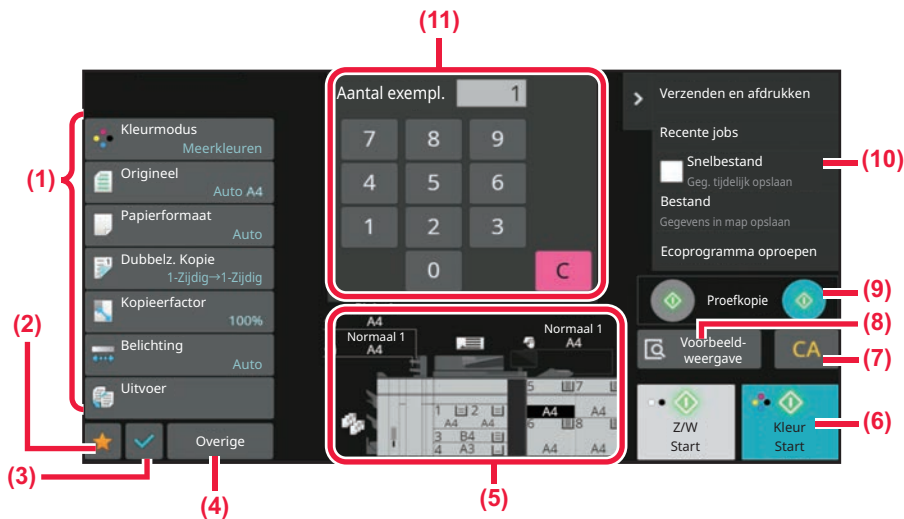 (11)
Aantal exempl. 1
7 8 9
4 5 6
1 2 3
0 C
(1)
Kleurmodus
Meerkleuren
Origineel
Auto A4
Papierformaat
Auto
Dubbelz. Kopie
1-Zijdig→1-Zijdig
Kopieerfactor
100%
Belichting
Auto
Uitvoer
(2)
(3)
Overige
(4)
A4
Normaal 1
A4
Normaal 1
A4
1 2
A4 A4
3 B4
4 A3
5 7
A4 A4
6 8
A4 A4
(5)
Verzenden en afdrukken
Recente jobs
Snelbestand
Geg. tijdelijk opslaan
Bestand
Gegevens in map opslaan
Ecoprogramma oproepen
(10)
Proefkopie
(9)
(8)
Voorbeeld-
weergave
CA
(7)
Z/W
Start
Kleur
Start
(6)